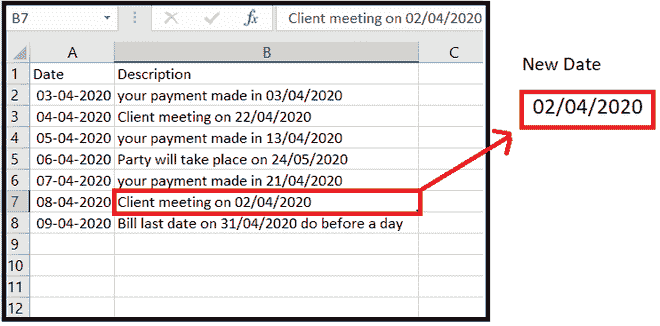 B7 fx Client meeting on 02/04/2020
A B C
1 Date Description
2 03-04-2020 your payment made in 03/04/2020
3 04-04-2020 Client meeting on 22/04/2020
4 05-04-2020 your payment made in 13/04/2020
5 06-04-2020 Party will take place on 24/05/2020
6 07-04-2020 your payment made in 21/04/2020
7 08-04-2020 Client meeting on 02/04/2020
8 09-04-2020 Bill last date on 31/04/2020 do before a day
9
10
11
12
New Date
02/04/2020